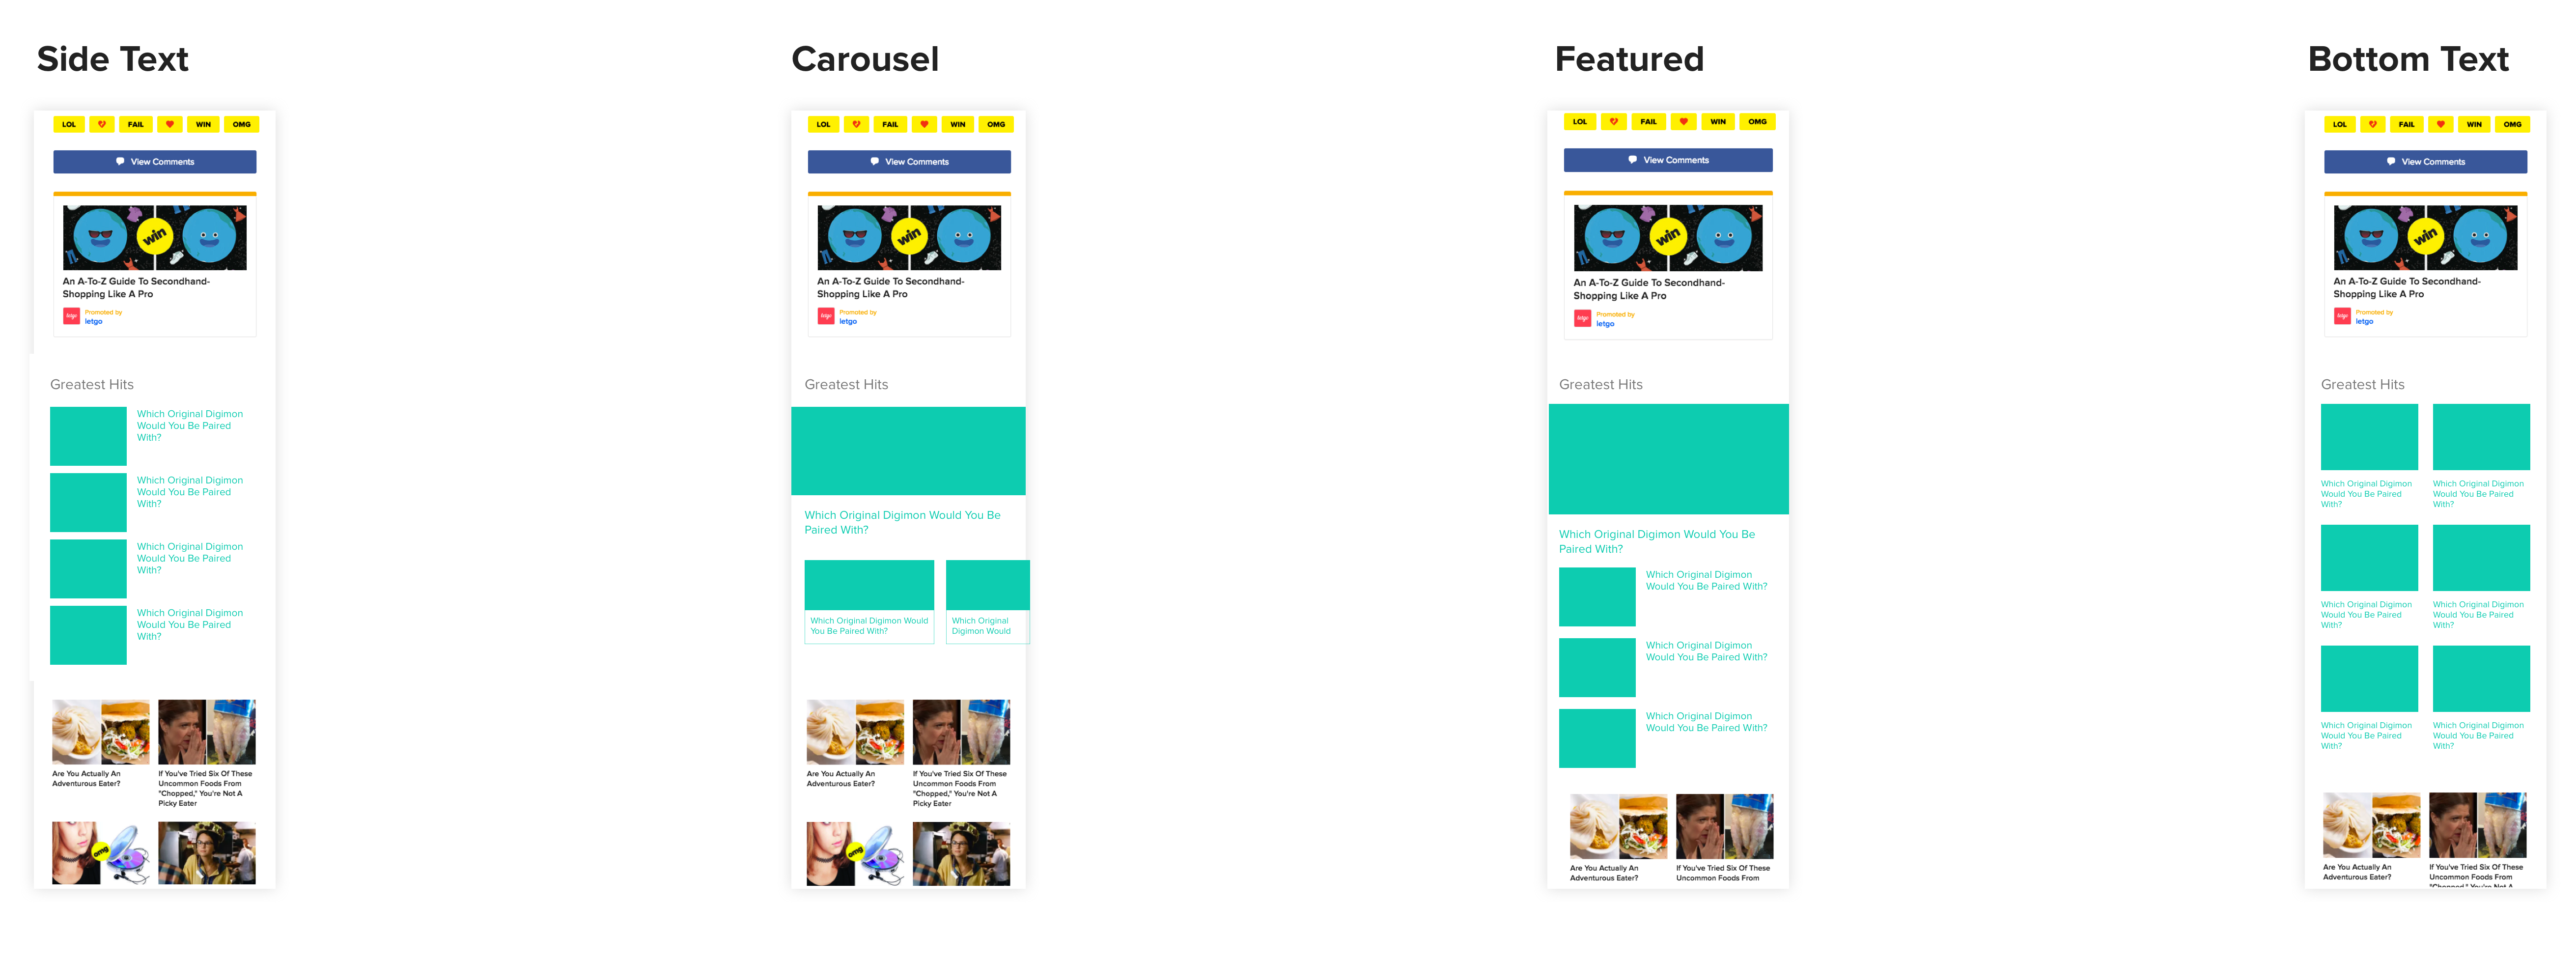 Side Text
LOL
FAIL
WIN
OMG
View Comments
win
An A-To-Z Guide To Secondhand-
Shopping Like A Pro
letgo
Promoted by
letgo
Greatest Hits
Which Original Digimon
Would You Be Paired
With?
Which Original Digimon
Would You Be Paired
With?
Which Original Digimon
Would You Be Paired
With?
Which Original Digimon
Would You Be Paired
With?
Are You Actually An
Adventurous Eater?
If You've Tried Six Of These
Uncommon Foods From
"Chopped," You're Not A
Picky Eater
omg
Carousel
LOL
FAIL
WIN
OMG
View Comments
win
An A-To-Z Guide To Secondhand-
Shopping Like A Pro
letgo
Promoted by
letgo
Greatest Hits
Which Original Digimon Would You Be
Paired With?
Which Original Digimon Would
You Be Paired With?
Which Original
Digimon Would
Are You Actually An
Adventurous Eater?
If You've Tried Six Of These
Uncommon Foods From
"Chopped," You're Not A
Picky Eater
omg
Featured
LOL
FAIL
WIN
OMG
View Comments
win
An A-To-Z Guide To Secondhand-
Shopping Like A Pro
letgo
Promoted by
letgo
Greatest Hits
Which Original Digimon Would You Be
Paired With?
Which Original Digimon
Would You Be Paired With?
Which Original Digimon
Would You Be Paired With?
Which Original Digimon
Would You Be Paired With?
Are You Actually An
Adventurous Eater?
If You've Tried Six Of These
Uncommon Foods From
Bottom Text
LOL
FAIL
WIN
OMG
View Comments
win
An A-To-Z Guide To Secondhand-
Shopping Like A Pro
letgo
Promoted by
letgo
Greatest Hits
Which Original Digimon
Would You Be Paired
With?
Which Original Digimon
Would You Be Paired
With?
Which Original Digimon
Would You Be Paired
With?
Which Original Digimon
Would You Be Paired
With?
Which Original Digimon
Would You Be Paired
With?
Which Original Digimon
Would You Be Paired
With?
Are You Actually An
Adventurous Eater?
If You've Tried Six Of These
Uncommon Foods From
"Chopped," You're Not A